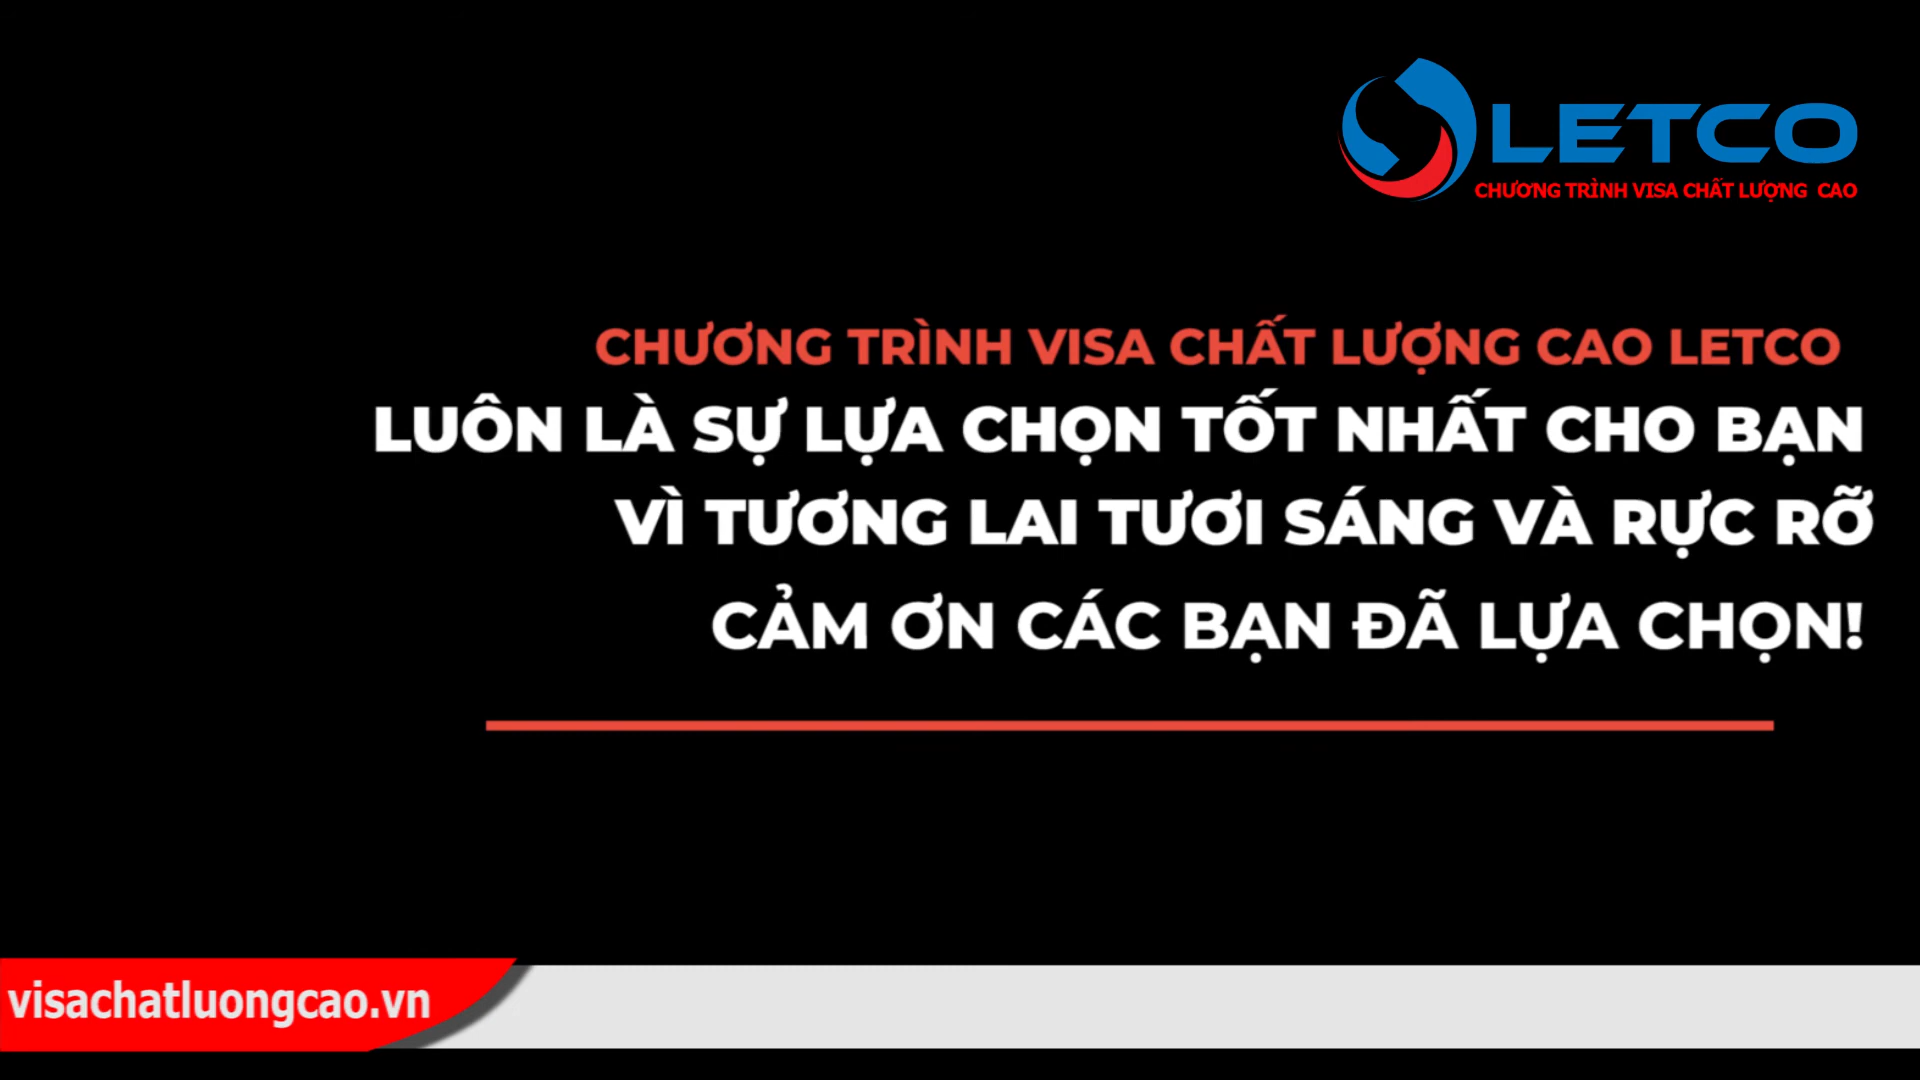 LETCO
CHƯƠNG TRÌNH VISA CHẤT LƯỢNG CAO
CHƯƠNG TRÌNH VISA CHẤT LƯỢNG CAO LETCO
LUÔN LÀ SỰ LỰA CHỌN TỐT NHẤT CHO BẠN
VÌ TƯƠNG LAI TƯƠI SÁNG VÀ RỰC RỠ
CẢM ƠN CÁC BẠN ĐÃ LỰA CHỌN!
visachatluongcao.vn